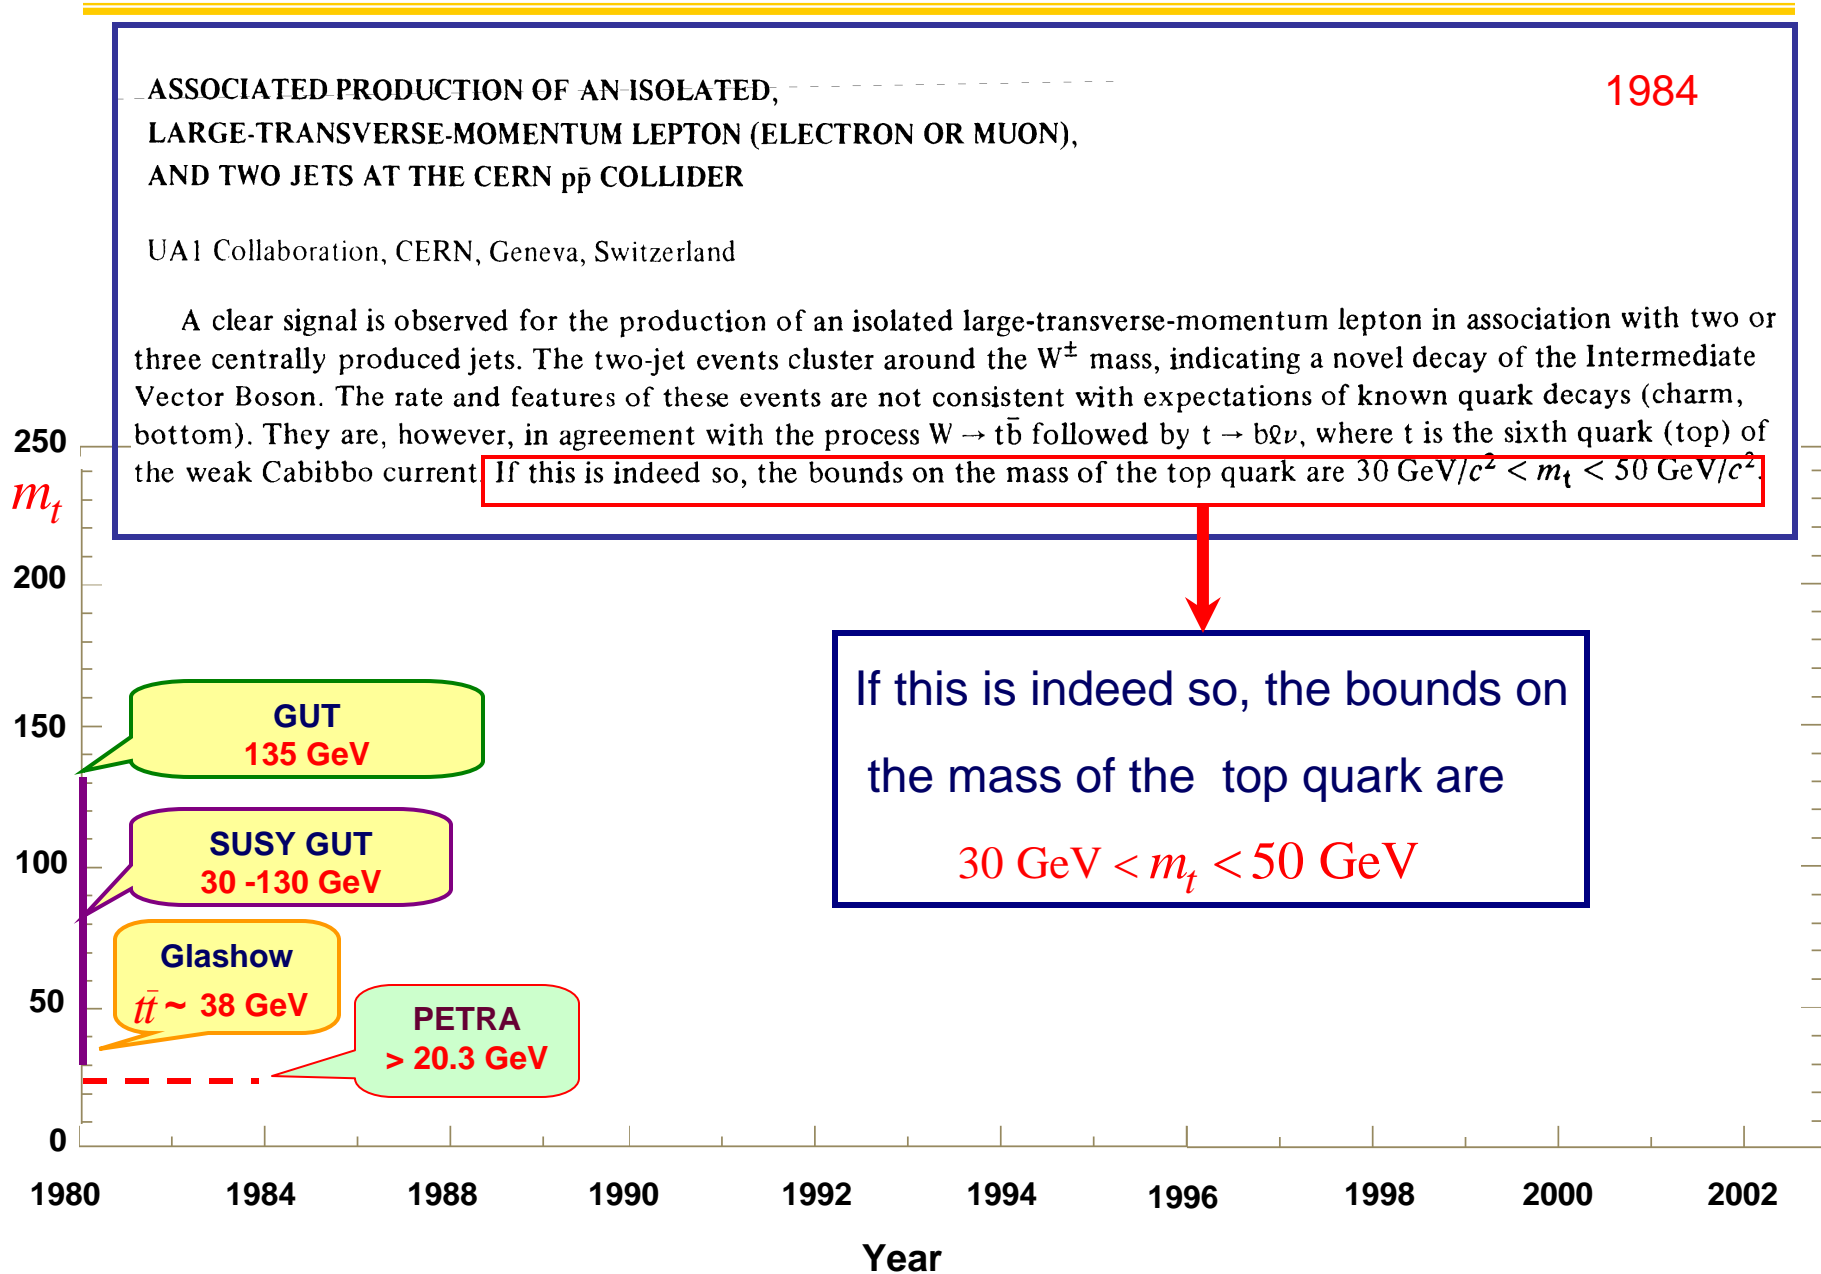 ASSOCIATED PRODUCTION OF AN ISOLATED,
LARGE-TRANSVERSE-MOMENTUM LEPTON (ELECTRON OR MUON),
AND TWO JETS AT THE CERN pp̄ COLLIDER
1984
UA1 Collaboration, CERN, Geneva, Switzerland
A clear signal is observed for the production of an isolated large-transverse-momentum lepton in association with two or
three centrally produced jets. The two-jet events cluster around the W± mass, indicating a novel decay of the Intermediate
Vector Boson. The rate and features of these events are not consistent with expectations of known quark decays (charm,
bottom). They are, however, in agreement with the process W → tb̄ followed by t → bℓν, where t is the sixth quark (top) of
the weak Cabibbo current. If this is indeed so, the bounds on the mass of the top quark are 30 GeV/c² < mₜ < 50 GeV/c².
If this is indeed so, the bounds on
the mass of the top quark are
30 GeV < mₜ < 50 GeV
250
mₜ
200
150
100
50
0
GUT
135 GeV
SUSY GUT
30 -130 GeV
Glashow
tt̄ ~ 38 GeV
PETRA
> 20.3 GeV
1980 1984 1988 1990 1992 1994 1996 1998 2000 2002
Year